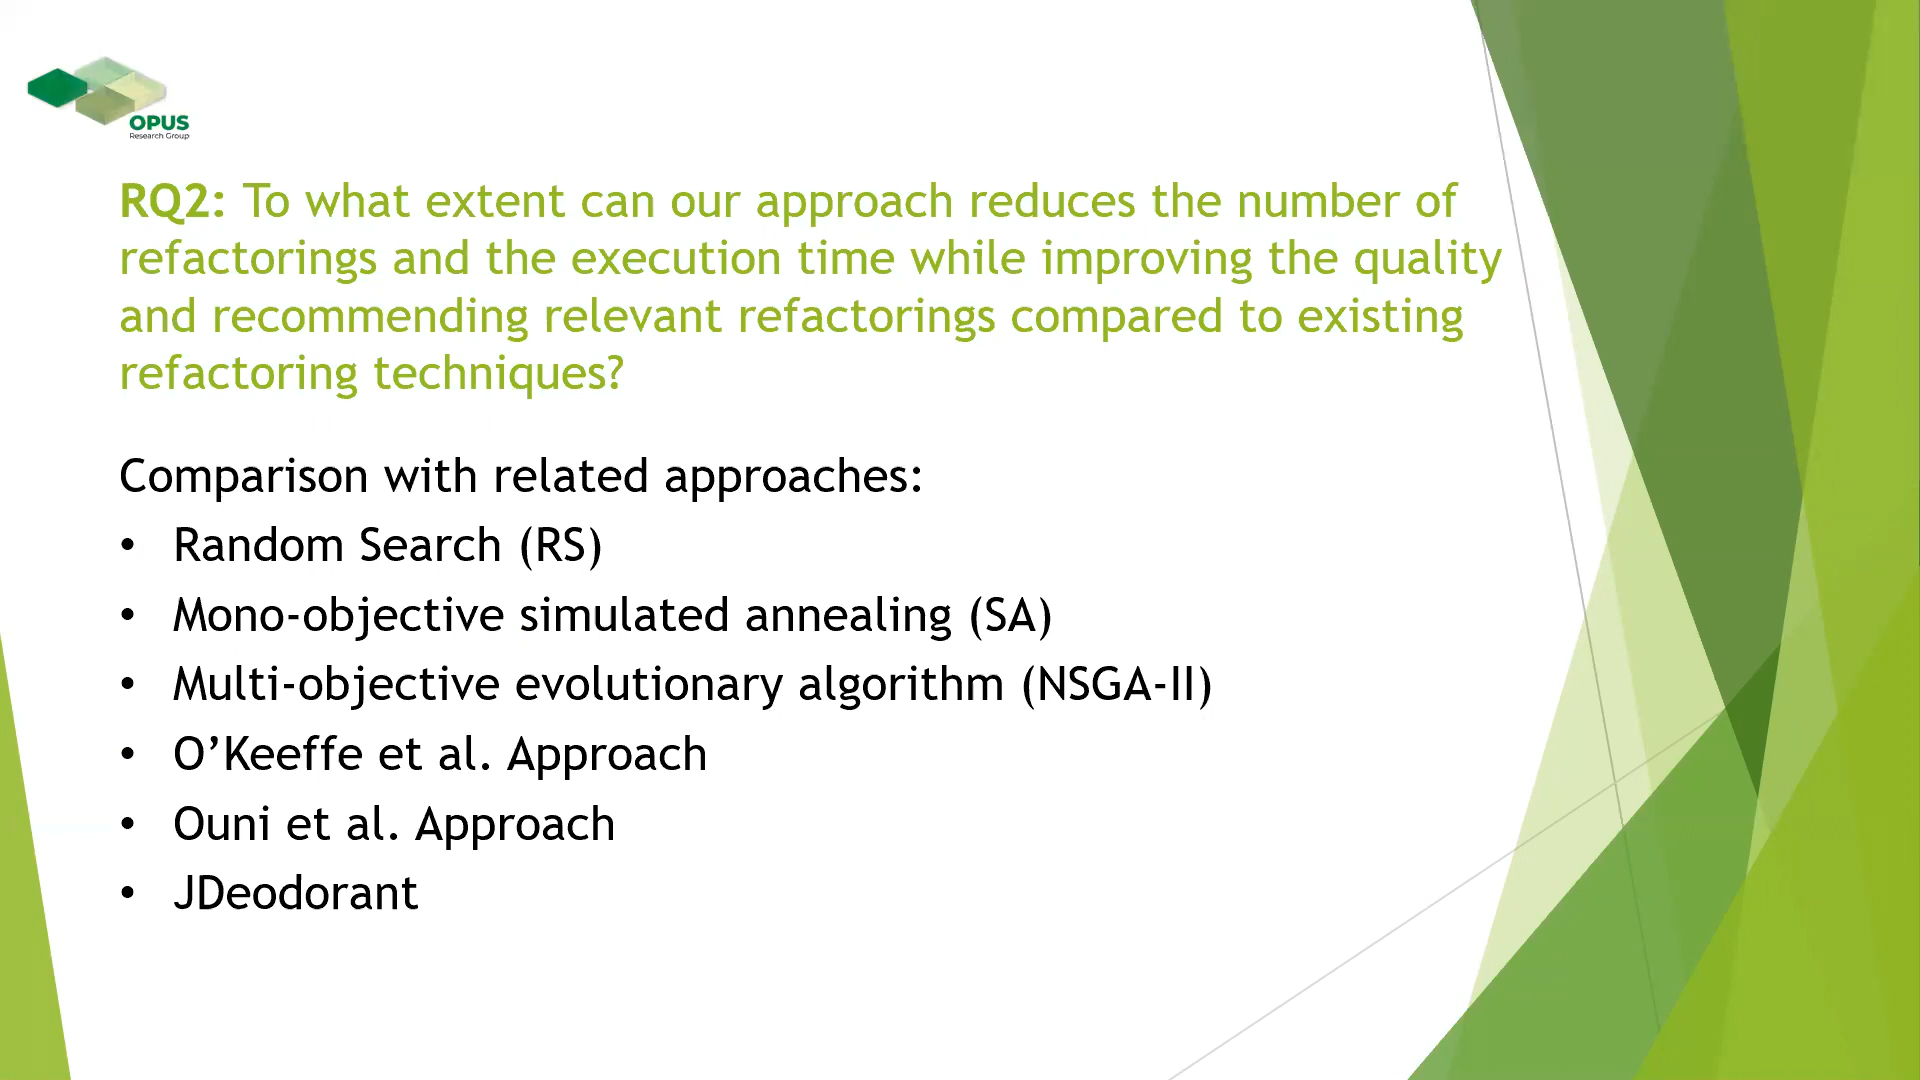 OPUS
Research Group
RQ2: To what extent can our approach reduces the number of
refactorings and the execution time while improving the quality
and recommending relevant refactorings compared to existing
refactoring techniques?
Comparison with related approaches:
• Random Search (RS)
• Mono-objective simulated annealing (SA)
• Multi-objective evolutionary algorithm (NSGA-II)
• O’Keeffe et al. Approach
• Ouni et al. Approach
• JDeodorant